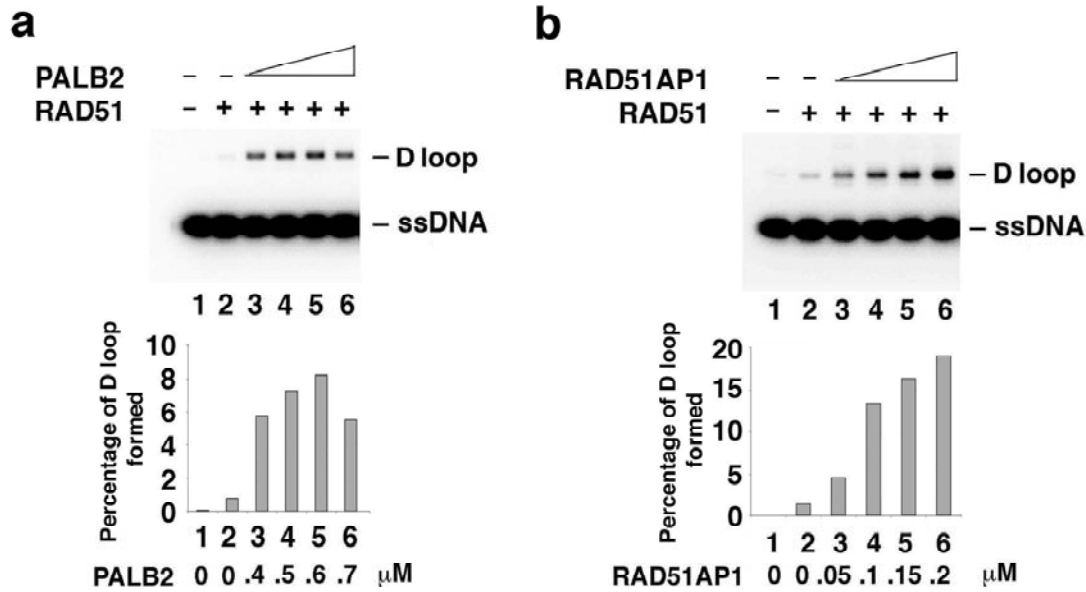 a
PALB2 – –
RAD51 – + + + + +
– D loop
– ssDNA
1 2 3 4 5 6
Percentage of D loop
formed
10
8
6
4
2
0
1 2 3 4 5 6
PALB2 0 0 .4 .5 .6 .7 μM
b
RAD51AP1 – –
RAD51 – + + + + +
– D loop
– ssDNA
1 2 3 4 5 6
Percentage of D loop
formed
20
15
10
5
0
1 2 3 4 5 6
RAD51AP1 0 0 .05 .1 .15 .2 μM